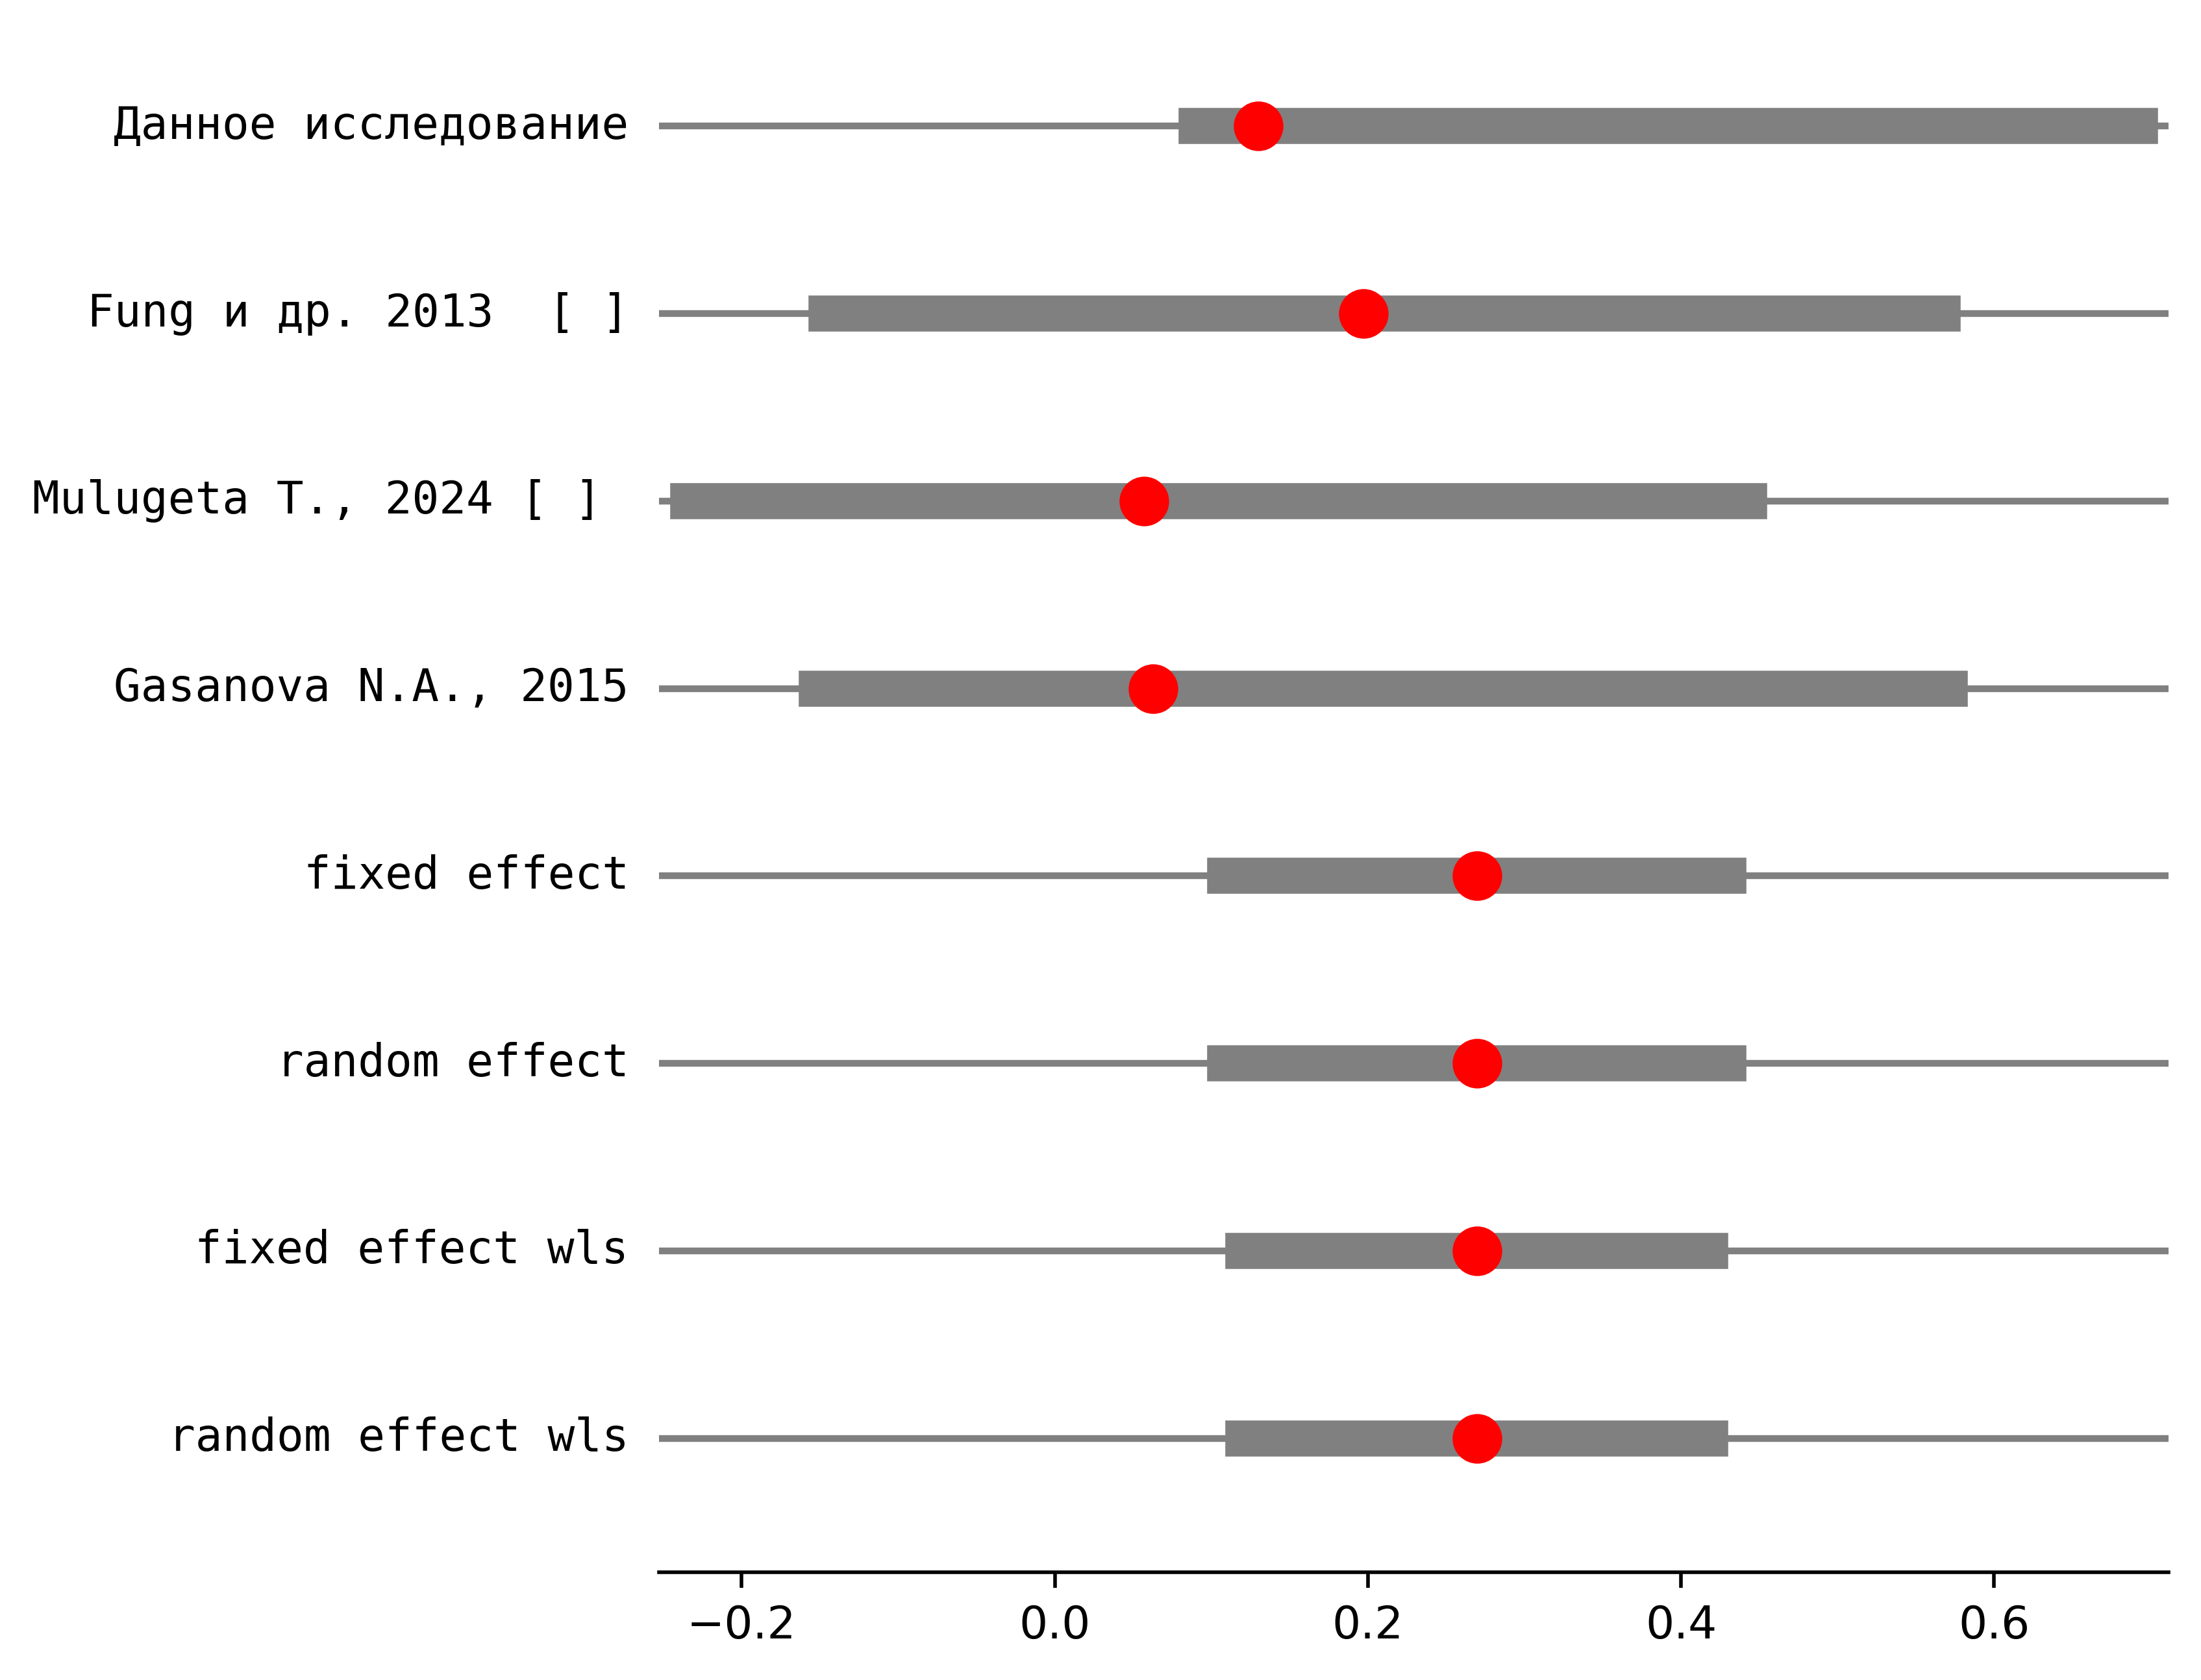 Данное исследование
Fung и др. 2013  [ ]
Mulugeta T., 2024 [ ]
Gasanova N.A., 2015
fixed effect
random effect
fixed effect wls
random effect wls
−0.2 0.0 0.2 0.4 0.6